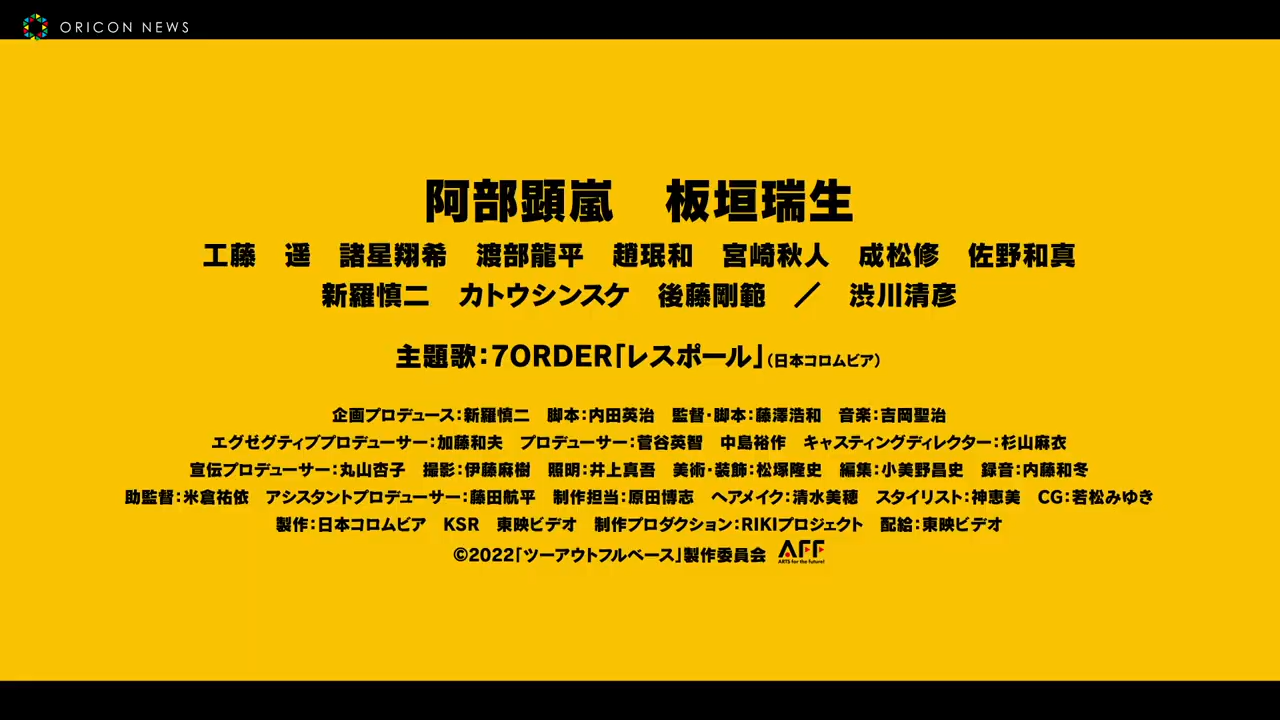 ORICON NEWS
阿部顕嵐　板垣瑞生
工藤　遥　諸星翔希　渡部龍平　趙珉和　宮崎秋人　成松修　佐野和真
新羅慎二　カトウシンスケ　後藤剛範　／　渋川清彦
主題歌：7ORDER「レスポール」（日本コロムビア）
企画プロデュース：新羅慎二　脚本：内田英治　監督・脚本：藤澤浩和　音楽：吉岡聖治
エグゼグティブプロデューサー：加藤和夫　プロデューサー：菅谷英智　中島裕作　キャスティングディレクター：杉山麻衣
宣伝プロデューサー：丸山杏子　撮影：伊藤麻樹　照明：井上真吾　美術・装飾：松塚隆史　編集：小美野昌史　録音：内藤和冬
助監督：米倉祐依　アシスタントプロデューサー：藤田航平　制作担当：原田博志　ヘアメイク：清水美穂　スタイリスト：神恵美　CG：若松みゆき
製作：日本コロムビア　KSR　東映ビデオ　制作プロダクション：RIKIプロジェクト　配給：東映ビデオ
©2022「ツーアウトフルベース」製作委員会　AFF ARTS for the future!